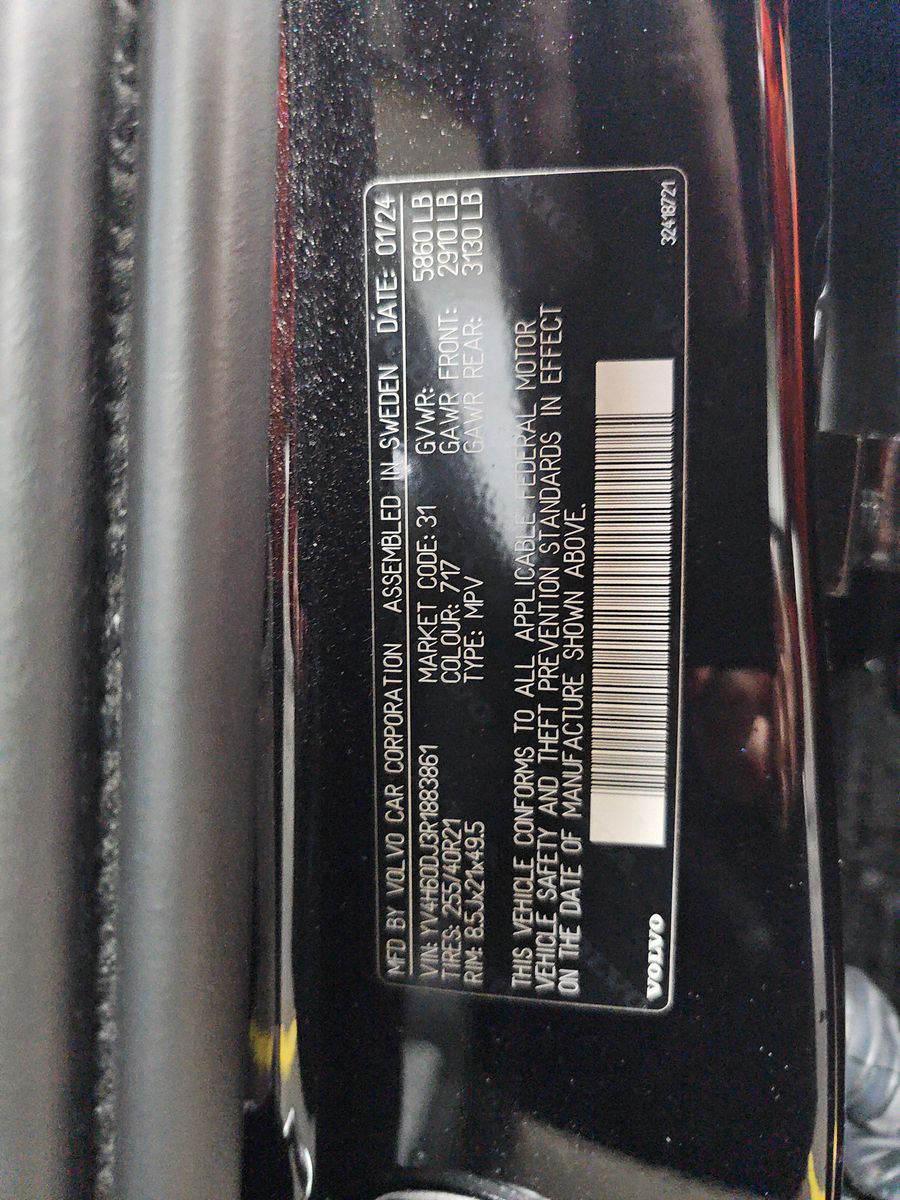 MFD BY VOLVO CAR CORPORATION ASSEMBLED IN SWEDEN DATE: 01/24
VIN: YV4H60DJ3R1883861 MARKET CODE: 31 GVWR: 5860 LB
TIRES: 255/40R21 COLOUR: 717 GAWR FRONT: 2910 LB
RIM: 8.5Jx21x49.5 TYPE: MPV GAWR REAR: 3130 LB
THIS VEHICLE CONFORMS TO ALL APPLICABLE FEDERAL MOTOR
VEHICLE SAFETY AND THEFT PREVENTION STANDARDS IN EFFECT
ON THE DATE OF MANUFACTURE SHOWN ABOVE.
VOLVO 32418721